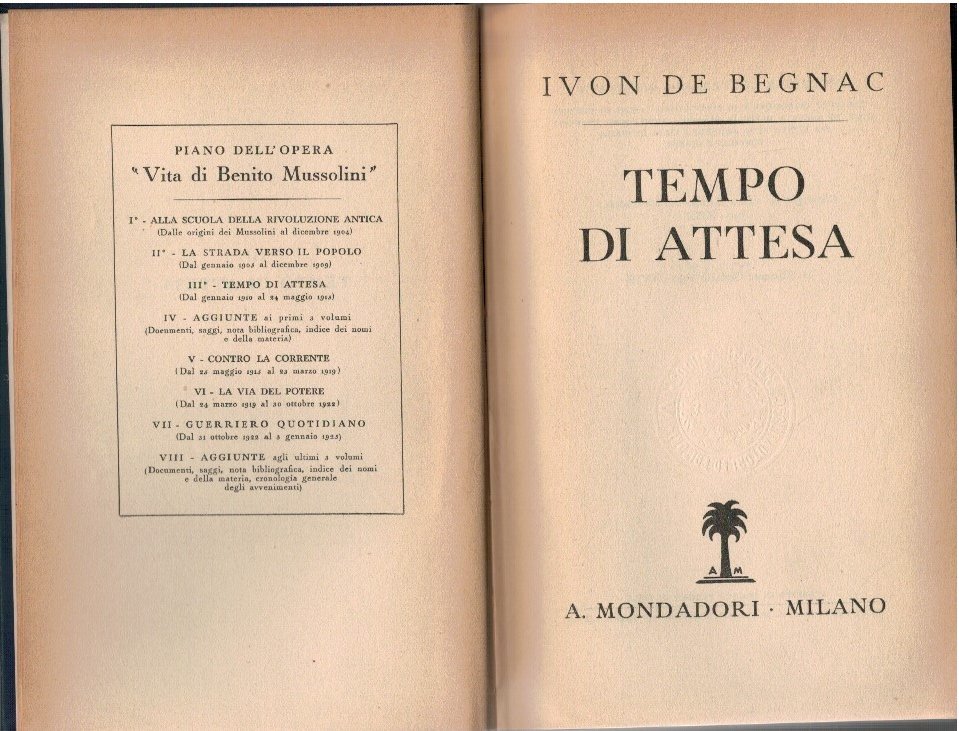 PIANO DELL'OPERA
"Vita di Benito Mussolini"
I° - ALLA SCUOLA DELLA RIVOLUZIONE ANTICA
(Dalle origini dei Mussolini al dicembre 1904)
II° - LA STRADA VERSO IL POPOLO
(Dal gennaio 1905 al dicembre 1909)
III° - TEMPO DI ATTESA
(Dal gennaio 1910 al 24 maggio 1915)
IV - AGGIUNTE ai primi 3 volumi
(Documenti, saggi, nota bibliografica, indice dei nomi
e della materia)
V - CONTRO LA CORRENTE
(Dal 25 maggio 1915 al 23 marzo 1919)
VI - LA VIA DEL POTERE
(Dal 24 marzo 1919 al 30 ottobre 1922)
VII - GUERRIERO QUOTIDIANO
(Dal 31 ottobre 1922 al 3 gennaio 1925)
VIII - AGGIUNTE agli ultimi 3 volumi
(Documenti, saggi, nota bibliografica, indice dei nomi
e della materia, cronologia generale
degli avvenimenti)
IVON DE BEGNAC
TEMPO
DI ATTESA
A M
A. MONDADORI · MILANO